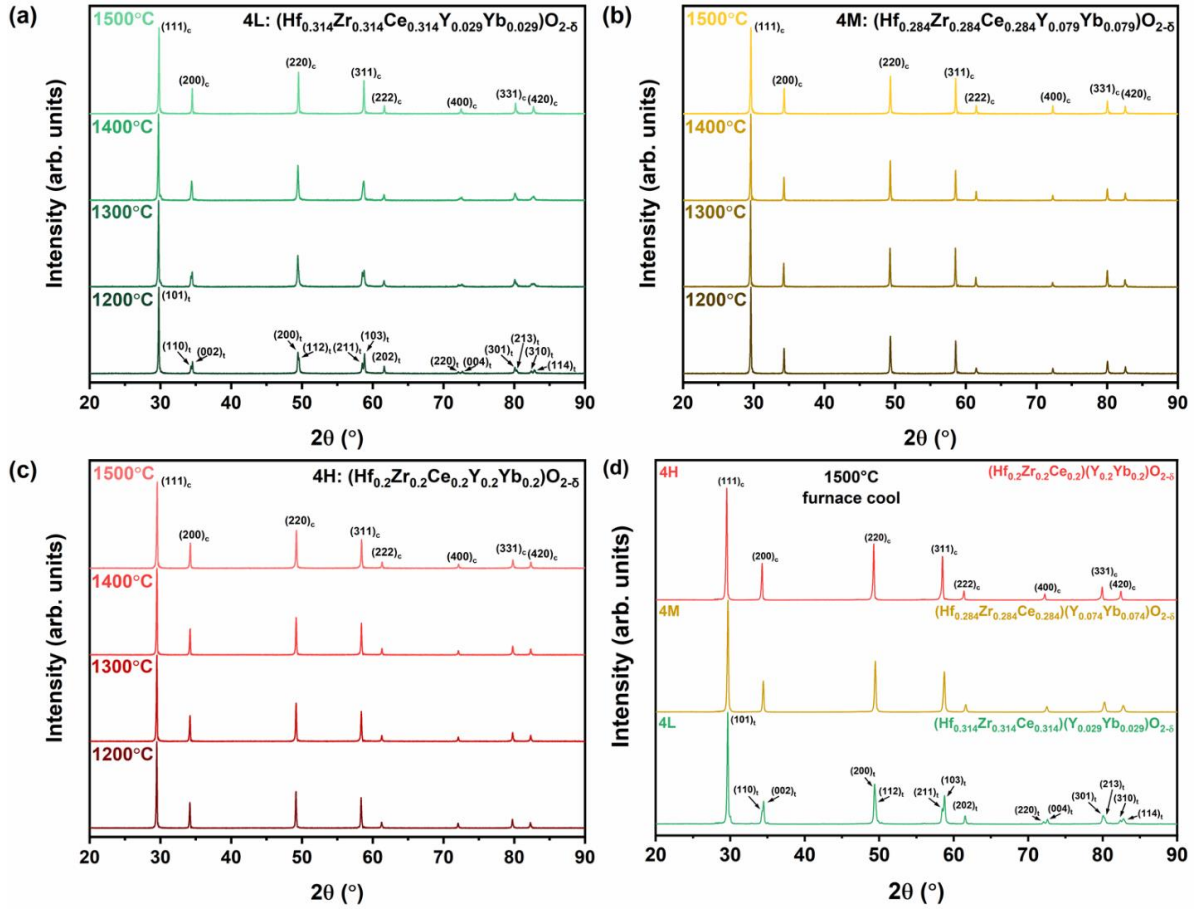 (a)
1500°C
4L: (Hf0.314Zr0.314Ce0.314Y0.029Yb0.029)O2-δ
(111)c
(200)c
(220)c
(311)c
(222)c
(400)c
(331)c
(420)c
1400°C
1300°C
1200°C
(101)t
(110)t
(002)t
(200)t
(112)t
(211)t
(103)t
(202)t
(220)t
(004)t
(301)t
(213)t
(310)t
(114)t
Intensity (arb. units)
20 30 40 50 60 70 80 90
2θ (°)
(b)
1500°C
4M: (Hf0.284Zr0.284Ce0.284Y0.079Yb0.079)O2-δ
(111)c
(200)c
(220)c
(311)c
(222)c
(400)c
(331)c
(420)c
1400°C
1300°C
1200°C
Intensity (arb. units)
20 30 40 50 60 70 80 90
2θ (°)
(c)
1500°C
4H: (Hf0.2Zr0.2Ce0.2Y0.2Yb0.2)O2-δ
(111)c
(200)c
(220)c
(311)c
(222)c
(400)c
(331)c
(420)c
1400°C
1300°C
1200°C
Intensity (arb. units)
20 30 40 50 60 70 80 90
2θ (°)
(d)
4H
1500°C
furnace cool
(Hf0.2Zr0.2Ce0.2)(Y0.2Yb0.2)O2-δ
(111)c
(200)c
(220)c
(311)c
(222)c
(400)c
(331)c
(420)c
4M
(Hf0.284Zr0.284Ce0.284)(Y0.074Yb0.074)O2-δ
4L
(Hf0.314Zr0.314Ce0.314)(Y0.029Yb0.029)O2-δ
(101)t
(110)t
(002)t
(200)t
(112)t
(211)t
(103)t
(202)t
(220)t
(004)t
(301)t
(213)t
(310)t
(114)t
Intensity (arb. units)
20 30 40 50 60 70 80 90
2θ (°)